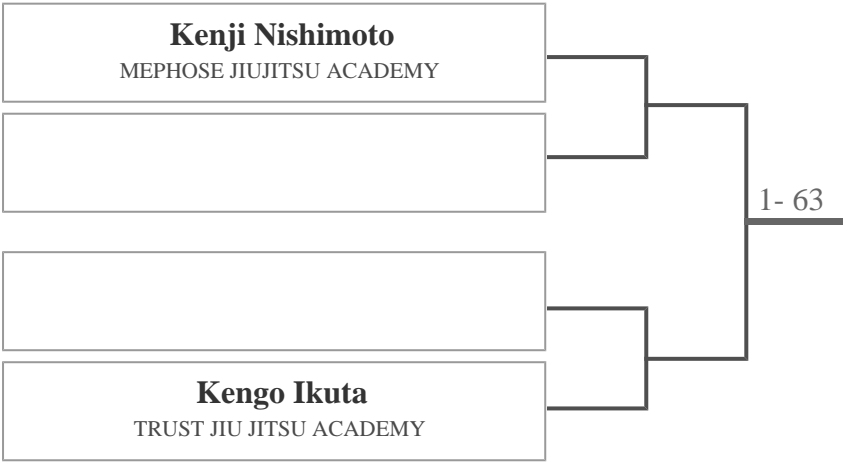 Kenji Nishimoto
MEPHOSE JIUJITSU ACADEMY
1- 63
Kengo Ikuta
TRUST JIU JITSU ACADEMY